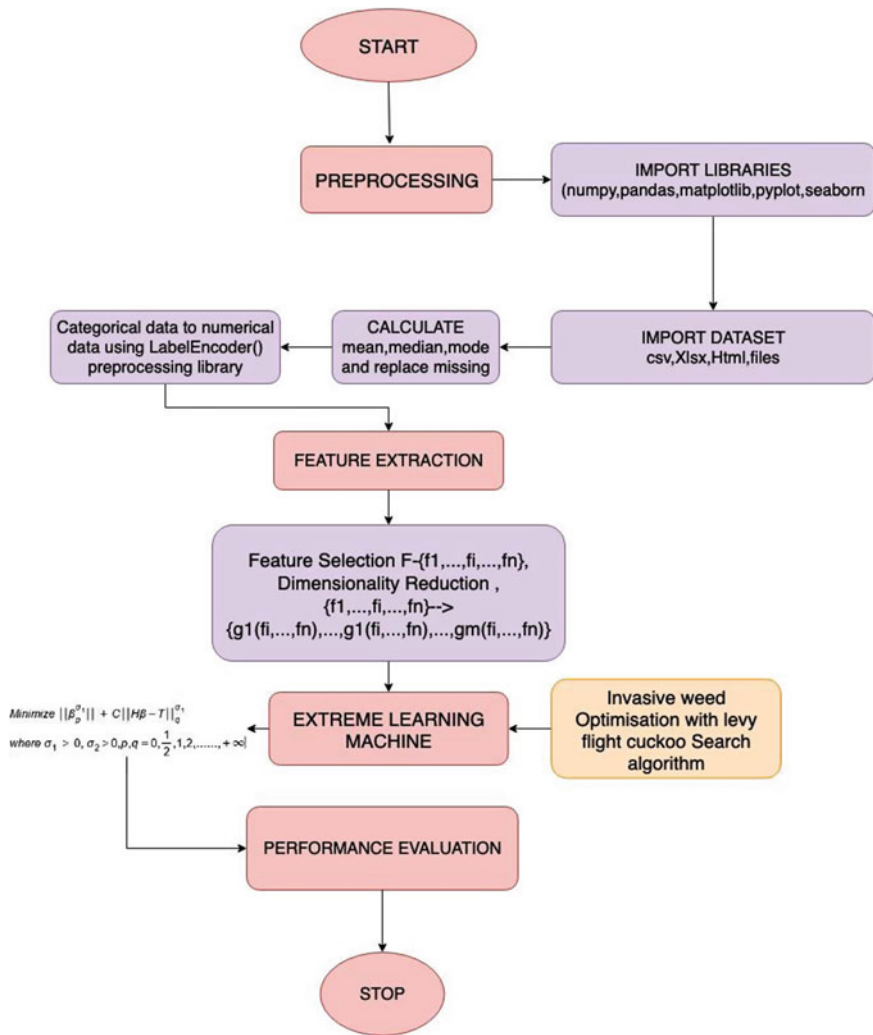 START
PREPROCESSING
IMPORT LIBRARIES
(numpy,pandas,matplotlib,pyplot,seaborn
IMPORT DATASET
csv,Xlsx,Html,files
CALCULATE
mean,median,mode
and replace missing
Categorical data to numerical
data using LabelEncoder()
preprocessing library
FEATURE EXTRACTION
Feature Selection F-{f1,...,fi,...,fn},
Dimensionality Reduction ,
{f1,...,fi,...,fn}-->
{g1(fi,...,fn),...,g1(fi,...,fn),...,gm(fi,...,fn)}
EXTREME LEARNING
MACHINE
Invasive weed
Optimisation with levy
flight cuckoo Search
algorithm
Minimize ||β_p^{σ₁}|| + C||Hβ−T||_q^{σ₁}
where σ₁ > 0, σ₂>0,p,q=0,1/2,1,2,......,+∞|
PERFORMANCE EVALUATION
STOP